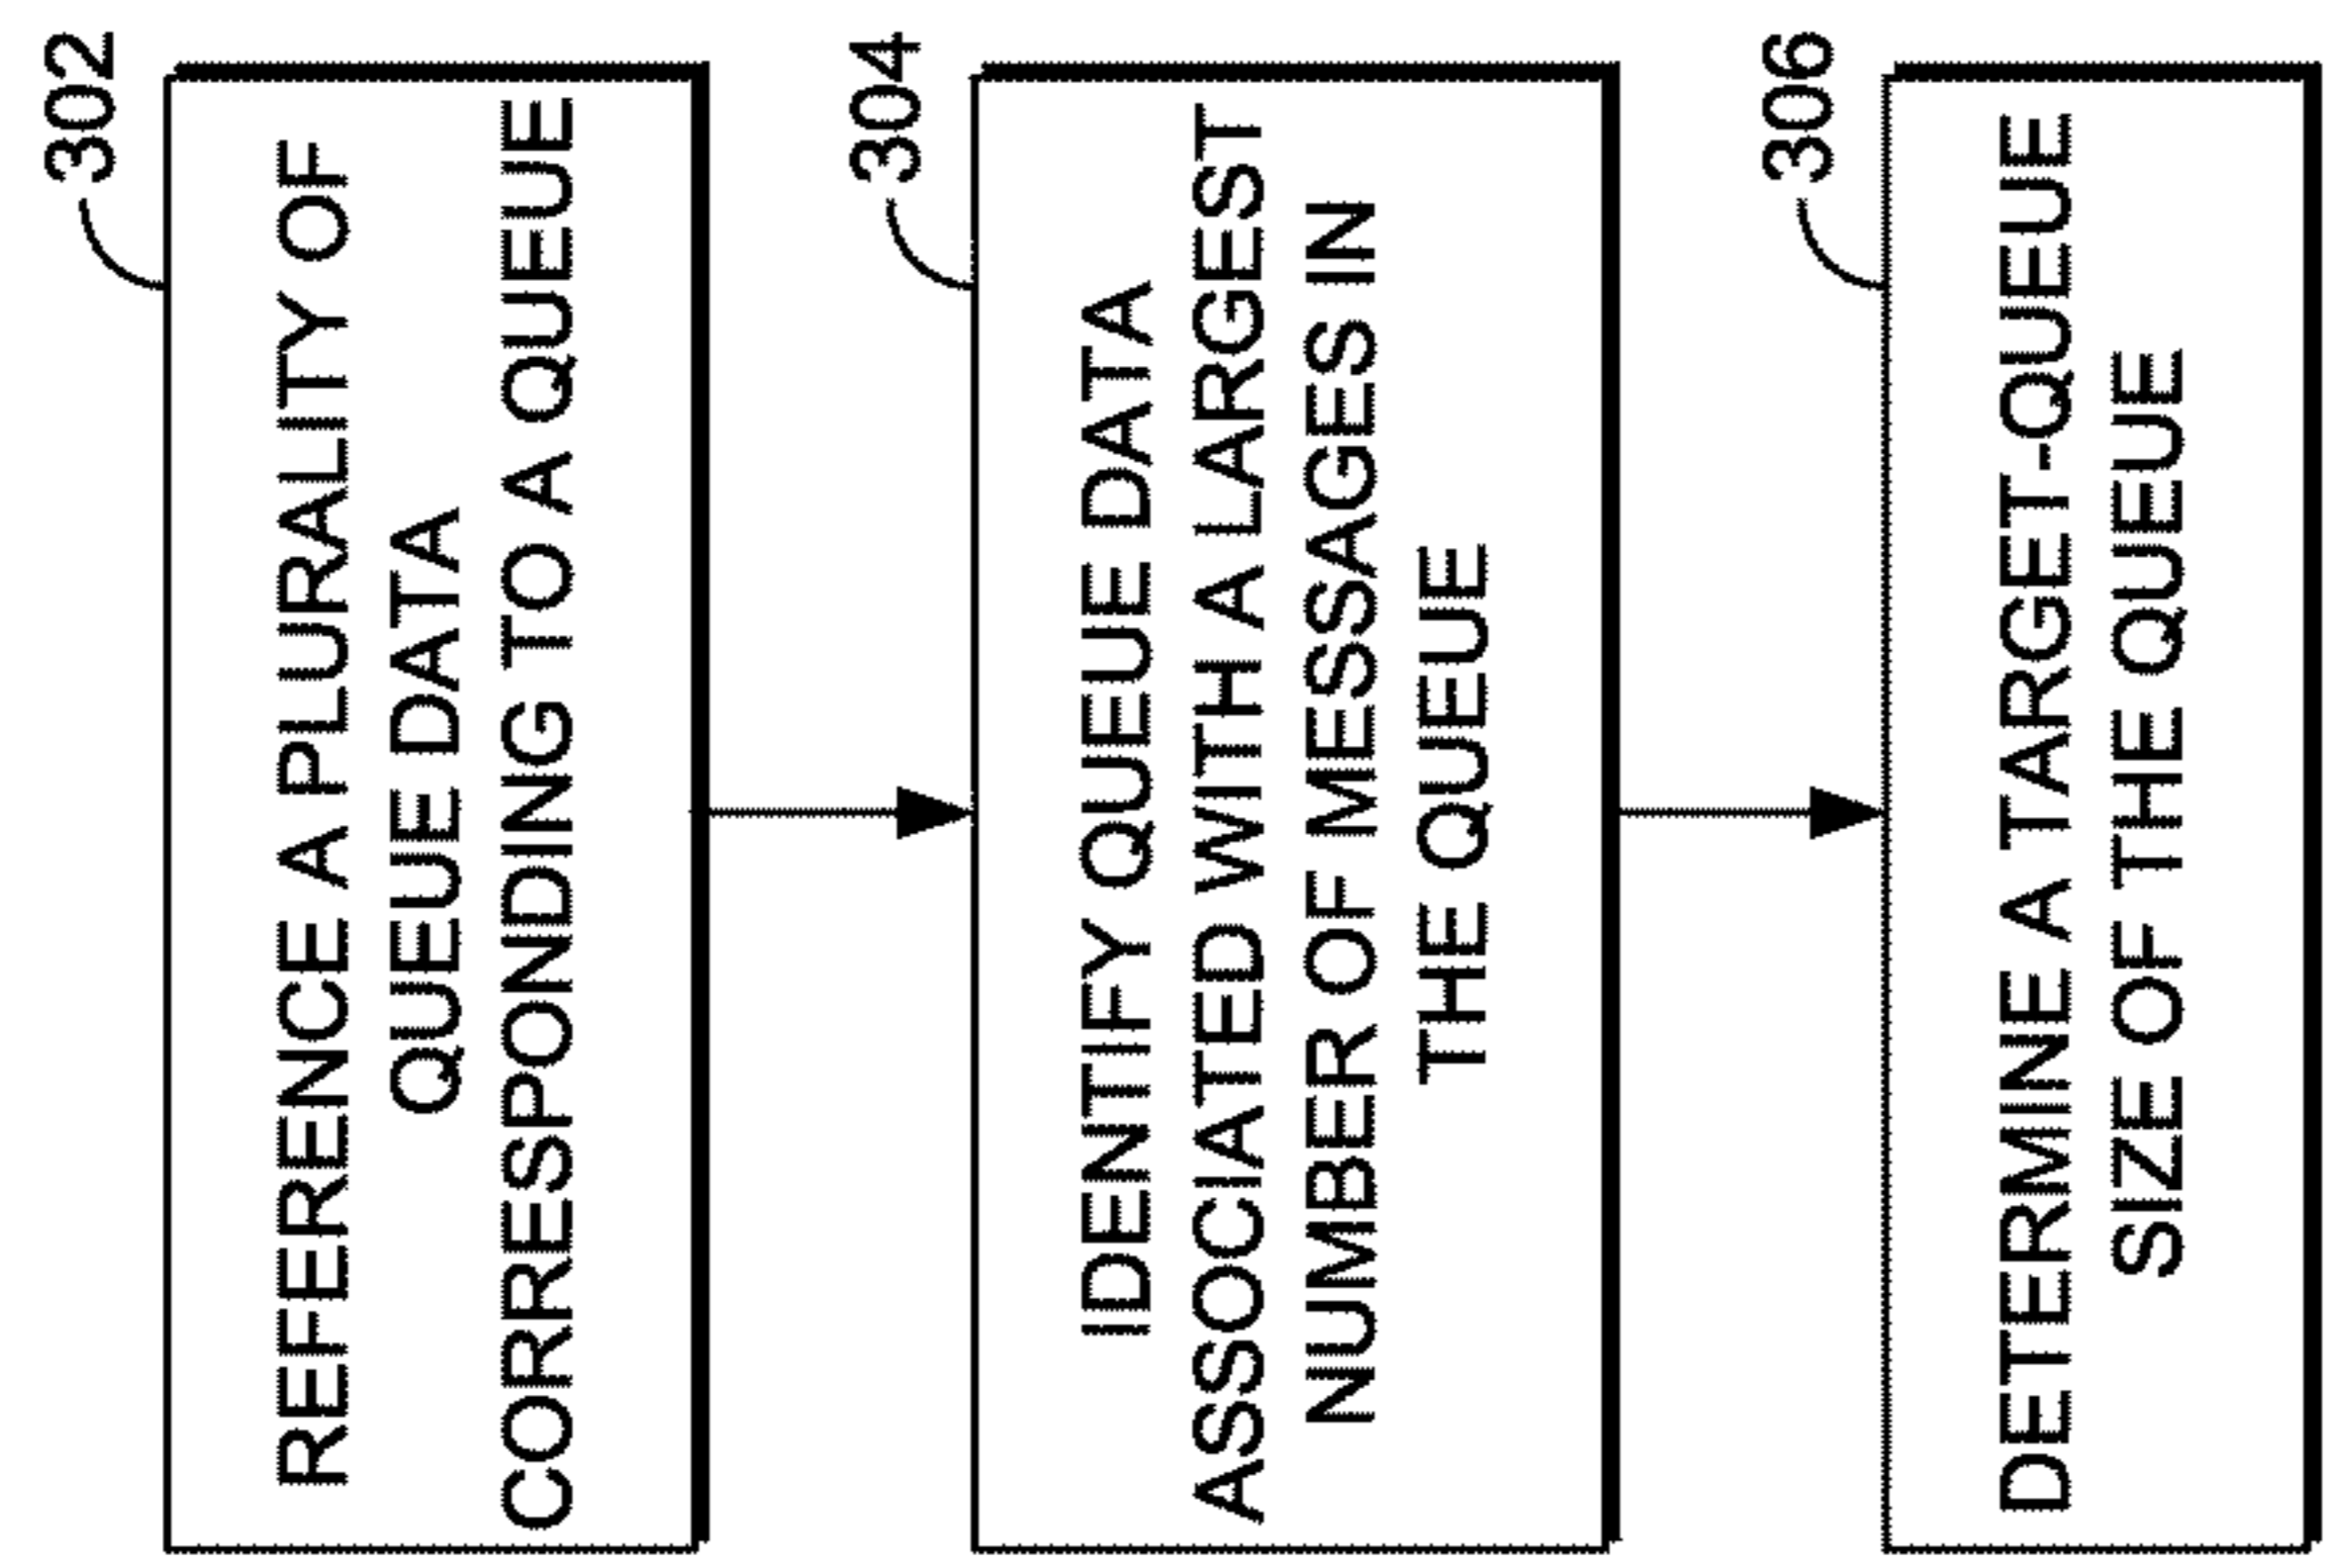 302
REFERENCE A PLURALITY OF
QUEUE DATA
CORRESPONDING TO A QUEUE
304
IDENTIFY QUEUE DATA
ASSOCIATED WITH A LARGEST
NUMBER OF MESSAGES IN
THE QUEUE
306
DETERMINE A TARGET-QUEUE
SIZE OF THE QUEUE